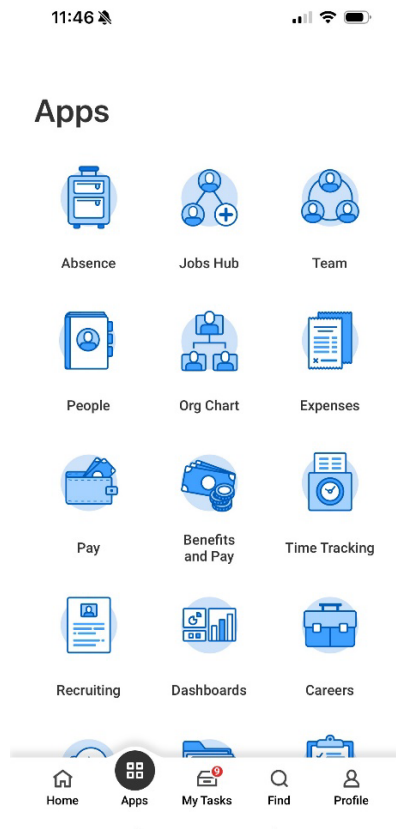 11:46
Apps
Absence
Jobs Hub
Team
People
Org Chart
Expenses
Pay
Benefits
and Pay
Time Tracking
Recruiting
Dashboards
Careers
9
Home
Apps
My Tasks
Find
Profile